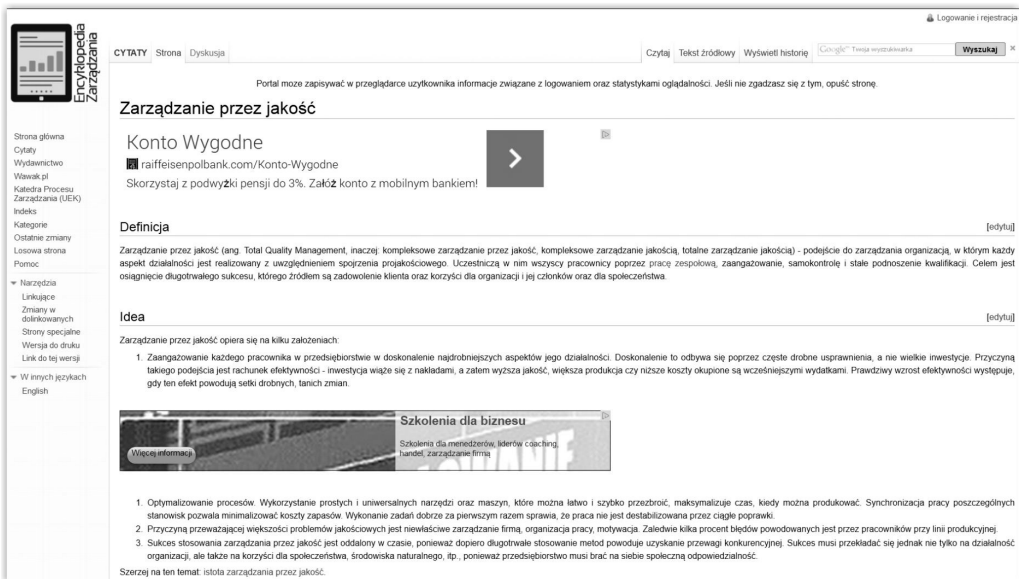 Logowanie i rejestracja
Encyklopedia
Zarządzania
CYTATY Strona Dyskusja
Czytaj Tekst źródłowy Wyświetl historię Google™ Twoja wyszukiwarka Wyszukaj ×
Portal moze zapisywać w przeglądarce uzytkownika informacje związane z logowaniem oraz statystykami oglądalności. Jeśli nie zgadzasz się z tym, opuść stronę.
Zarządzanie przez jakość
Konto Wygodne
raiffeisenpolbank.com/Konto-Wygodne
Skorzystaj z podwyżki pensji do 3%. Załóż konto z mobilnym bankiem!
Strona główna
Cytaty
Wydawnictwo
Wawak.pl
Katedra Procesu
Zarządzania (UEK)
Indeks
Kategorie
Ostatnie zmiany
Losowa strona
Pomoc
Narzędzia
Linkujące
Zmiany w
dolinkowanych
Strony specjalne
Wersja do druku
Link do tej wersji
W innych językach
English
Definicja [edytuj]
Zarządzanie przez jakość (ang. Total Quality Management, inaczej: kompleksowe zarządzanie przez jakość, kompleksowe zarządzanie jakością, totalne zarządzanie jakością) - podejście do zarządzania organizacją, w którym każdy
aspekt działalności jest realizowany z uwzględnieniem spojrzenia projakościowego. Uczestniczą w nim wszyscy pracownicy poprzez pracę zespołową, zaangażowanie, samokontrolę i stałe podnoszenie kwalifikacji. Celem jest
osiągnięcie długotrwałego sukcesu, którego źródłem są zadowolenie klienta oraz korzyści dla organizacji i jej członków oraz dla społeczeństwa.
Idea [edytuj]
Zarządzanie przez jakość opiera się na kilku założeniach:
1. Zaangażowanie każdego pracownika w przedsiębiorstwie w doskonalenie najdrobniejszych aspektów jego działalności. Doskonalenie to odbywa się poprzez częste drobne usprawnienia, a nie wielkie inwestycje. Przyczyną
takiego podejścia jest rachunek efektywności - inwestycja wiąże się z nakładami, a zatem wyższa jakość, większa produkcja czy niższe koszty okupione są wcześniejszymi wydatkami. Prawdziwy wzrost efektywności występuje,
gdy ten efekt powodują setki drobnych, tanich zmian.
Szkolenia dla biznesu
Szkolenia dla menedżerów, liderów coaching,
handel, zarządzanie firmą
Więcej informacji
1. Optymalizowanie procesów. Wykorzystanie prostych i uniwersalnych narzędzi oraz maszyn, które można łatwo i szybko przezbroić, maksymalizuje czas, kiedy można produkować. Synchronizacja pracy poszczególnych
stanowisk pozwala minimalizować koszty zapasów. Wykonanie zadań dobrze za pierwszym razem sprawia, że praca nie jest destabilizowana przez ciągłe poprawki.
2. Przyczyną przeważającej większości problemów jakościowych jest niewłaściwe zarządzanie firmą, organizacja pracy, motywacja. Zaledwie kilka procent błędów powodowanych jest przez pracowników przy linii produkcyjnej.
3. Sukces stosowania zarządzania przez jakość jest oddalony w czasie, ponieważ dopiero długotrwałe stosowanie metod powoduje uzyskanie przewagi konkurencyjnej. Sukces musi przekładać się jednak nie tylko na działalność
organizacji, ale także na korzyści dla społeczeństwa, środowiska naturalnego, itp., ponieważ przedsiębiorstwo musi brać na siebie społeczną odpowiedzialność.
Szerzej na ten temat: istota zarządzania przez jakość.